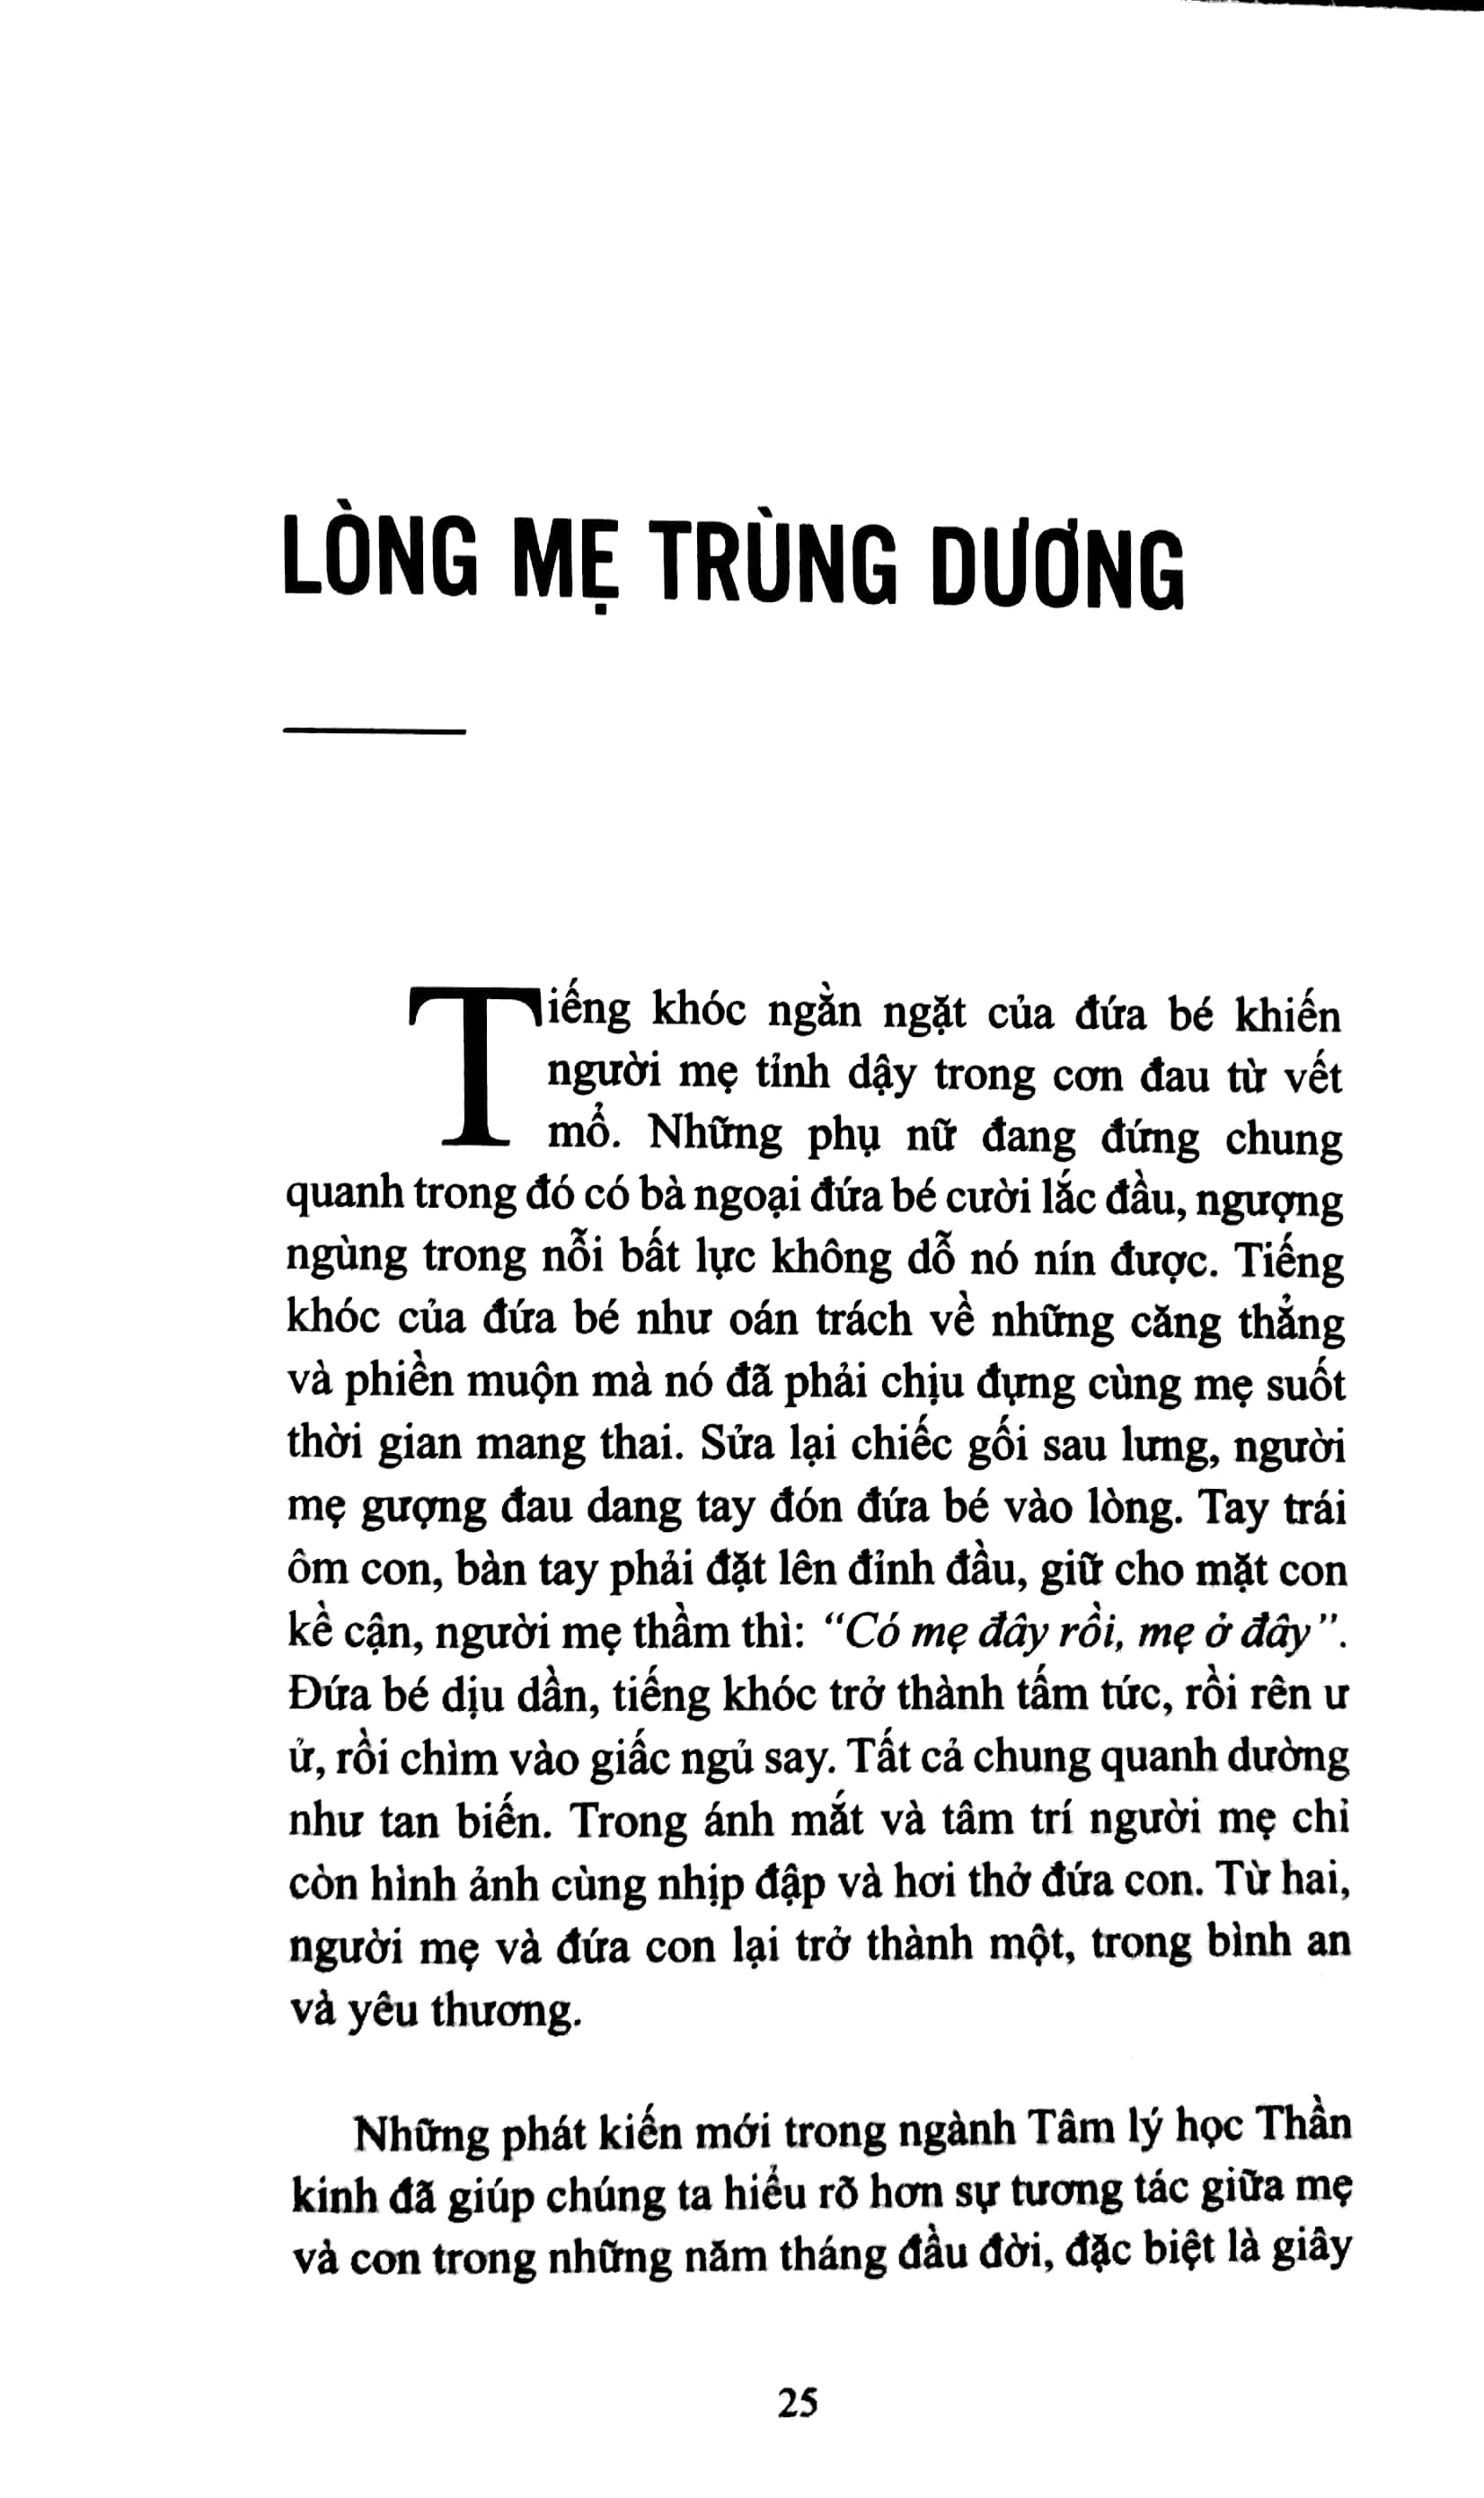 LÒNG MẸ TRÙNG DƯƠNG
Tiếng khóc ngằn ngặt của đứa bé khiến
người mẹ tỉnh dậy trong cơn đau từ vết
mổ. Những phụ nữ đang đứng chung
quanh trong đó có bà ngoại đứa bé cười lắc đầu, ngượng
ngùng trong nỗi bất lực không dỗ nó nín được. Tiếng
khóc của đứa bé như oán trách về những căng thẳng
và phiền muộn mà nó đã phải chịu đựng cùng mẹ suốt
thời gian mang thai. Sửa lại chiếc gối sau lưng, người
mẹ gượng đau dang tay đón đứa bé vào lòng. Tay trái
ôm con, bàn tay phải đặt lên đỉnh đầu, giữ cho mặt con
kề cận, người mẹ thầm thì: “Có mẹ đây rồi, mẹ ở đây”.
Đứa bé dịu dần, tiếng khóc trở thành tấm tức, rồi rên ư
ử, rồi chìm vào giấc ngủ say. Tất cả chung quanh dường
như tan biến. Trong ánh mắt và tâm trí người mẹ chỉ
còn hình ảnh cùng nhịp đập và hơi thở đứa con. Từ hai,
người mẹ và đứa con lại trở thành một, trong bình an
và yêu thương.
Những phát kiến mới trong ngành Tâm lý học Thần
kinh đã giúp chúng ta hiểu rõ hơn sự tương tác giữa mẹ
và con trong những năm tháng đầu đời, đặc biệt là giây
25